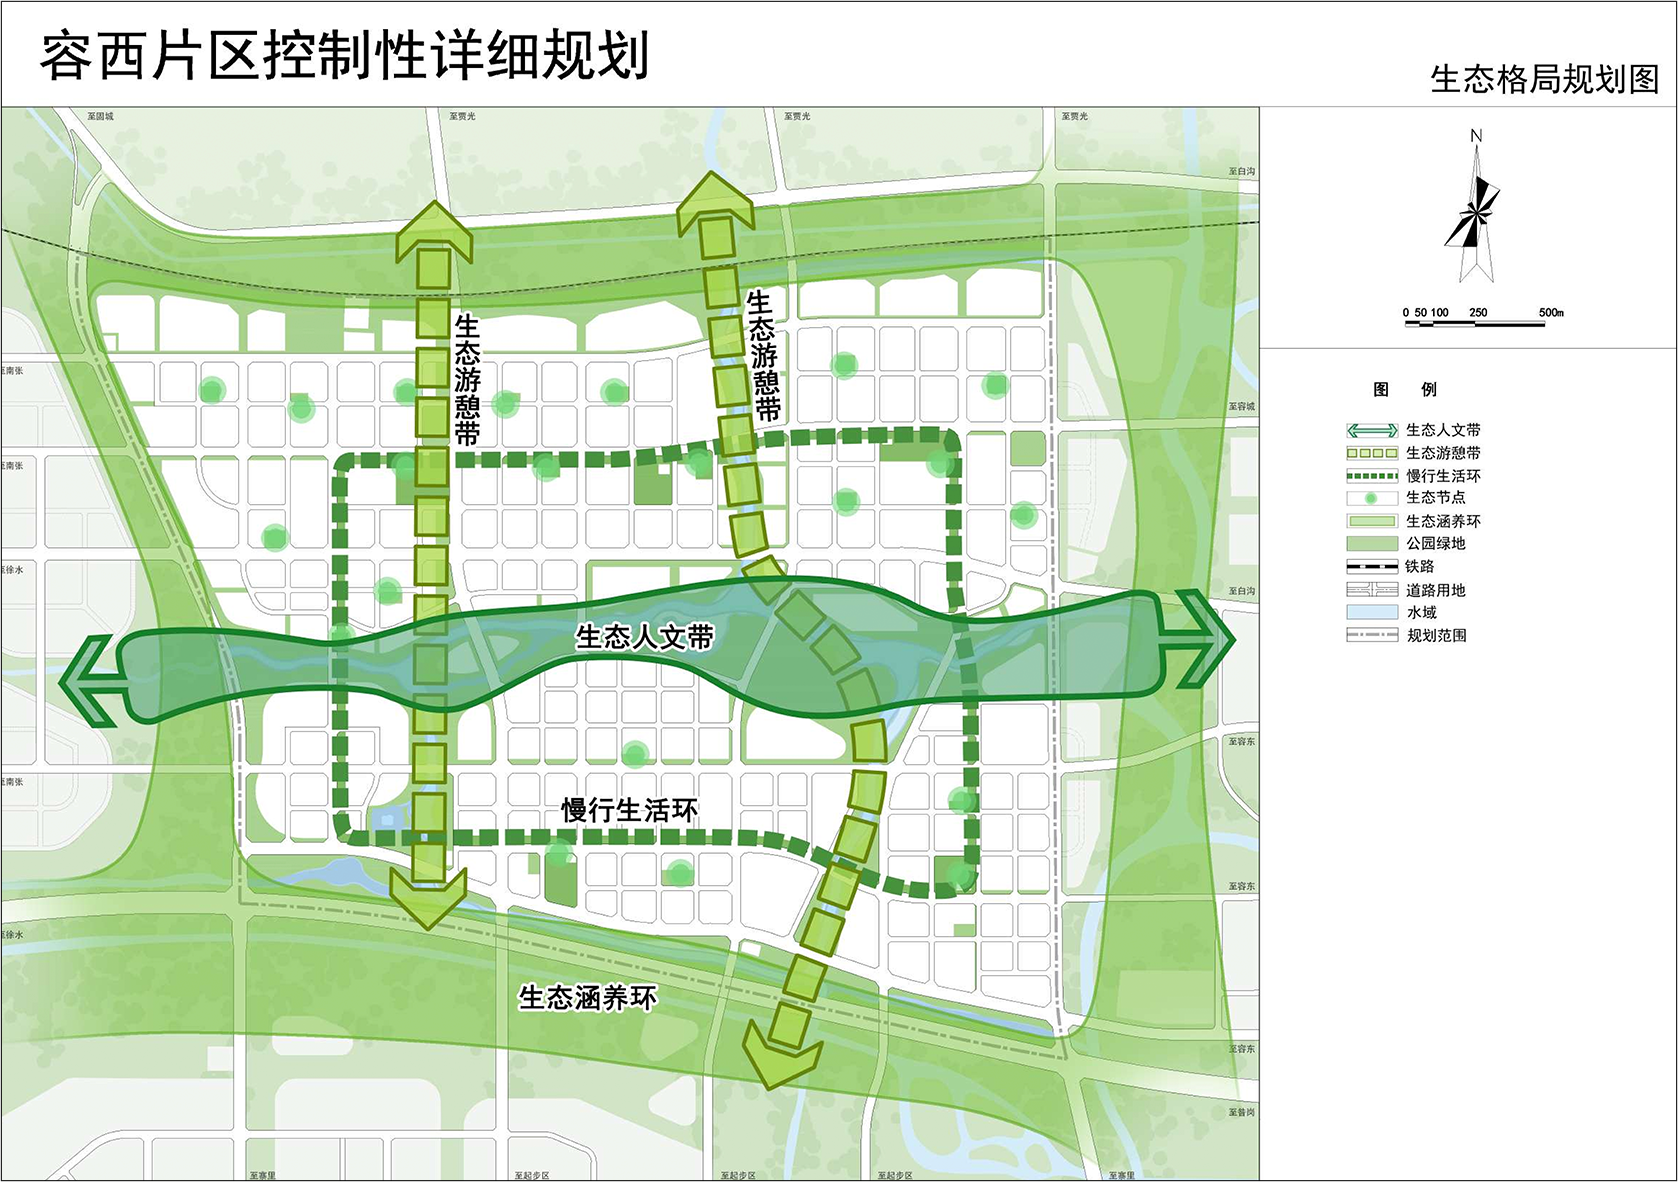 容西片区控制性详细规划
生态格局规划图
至固城
至贾光
至贾光
至贾光
至白沟
N
0 50 100 250 500m
至南张
至容城
至南张
至徐水
至白沟
至容东
至南张
至容东
至徐水
至容东
至昝岗
至寨里
至起步区
至起步区
至起步区
至寨里
生态游憩带
生态游憩带
生态人文带
慢行生活环
生态涵养环
图 例
生态人文带
生态游憩带
慢行生活环
生态节点
生态涵养环
公园绿地
铁路
道路用地
水域
规划范围